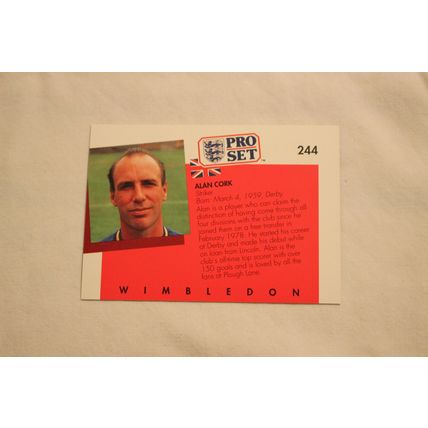 PRO
SET
™
244
ALAN CORK
Striker
Born: March 4, 1959, Derby
Alan is a player who can claim the
distinction of having come through all
four divisions with the club since he
joined them on a free transfer in
February 1978. He started his career
at Derby and made his debut while
on loan from Lincoln. Alan is the
club's all-time top scorer with over
150 goals and is loved by all the
fans at Plough Lane.
WIMBLEDON